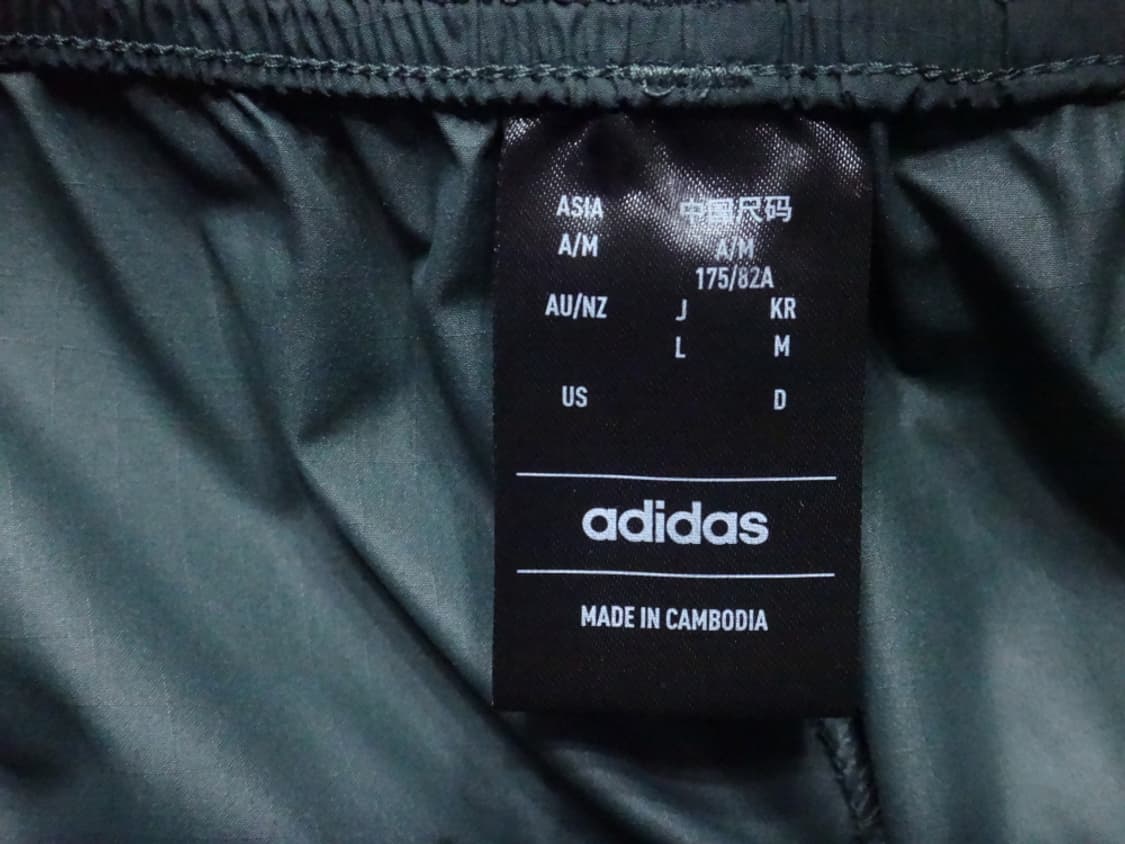 ASIA 中国尺码
A/M A/M
175/82A
AU/NZ J KR
L M
US D
adidas
MADE IN CAMBODIA